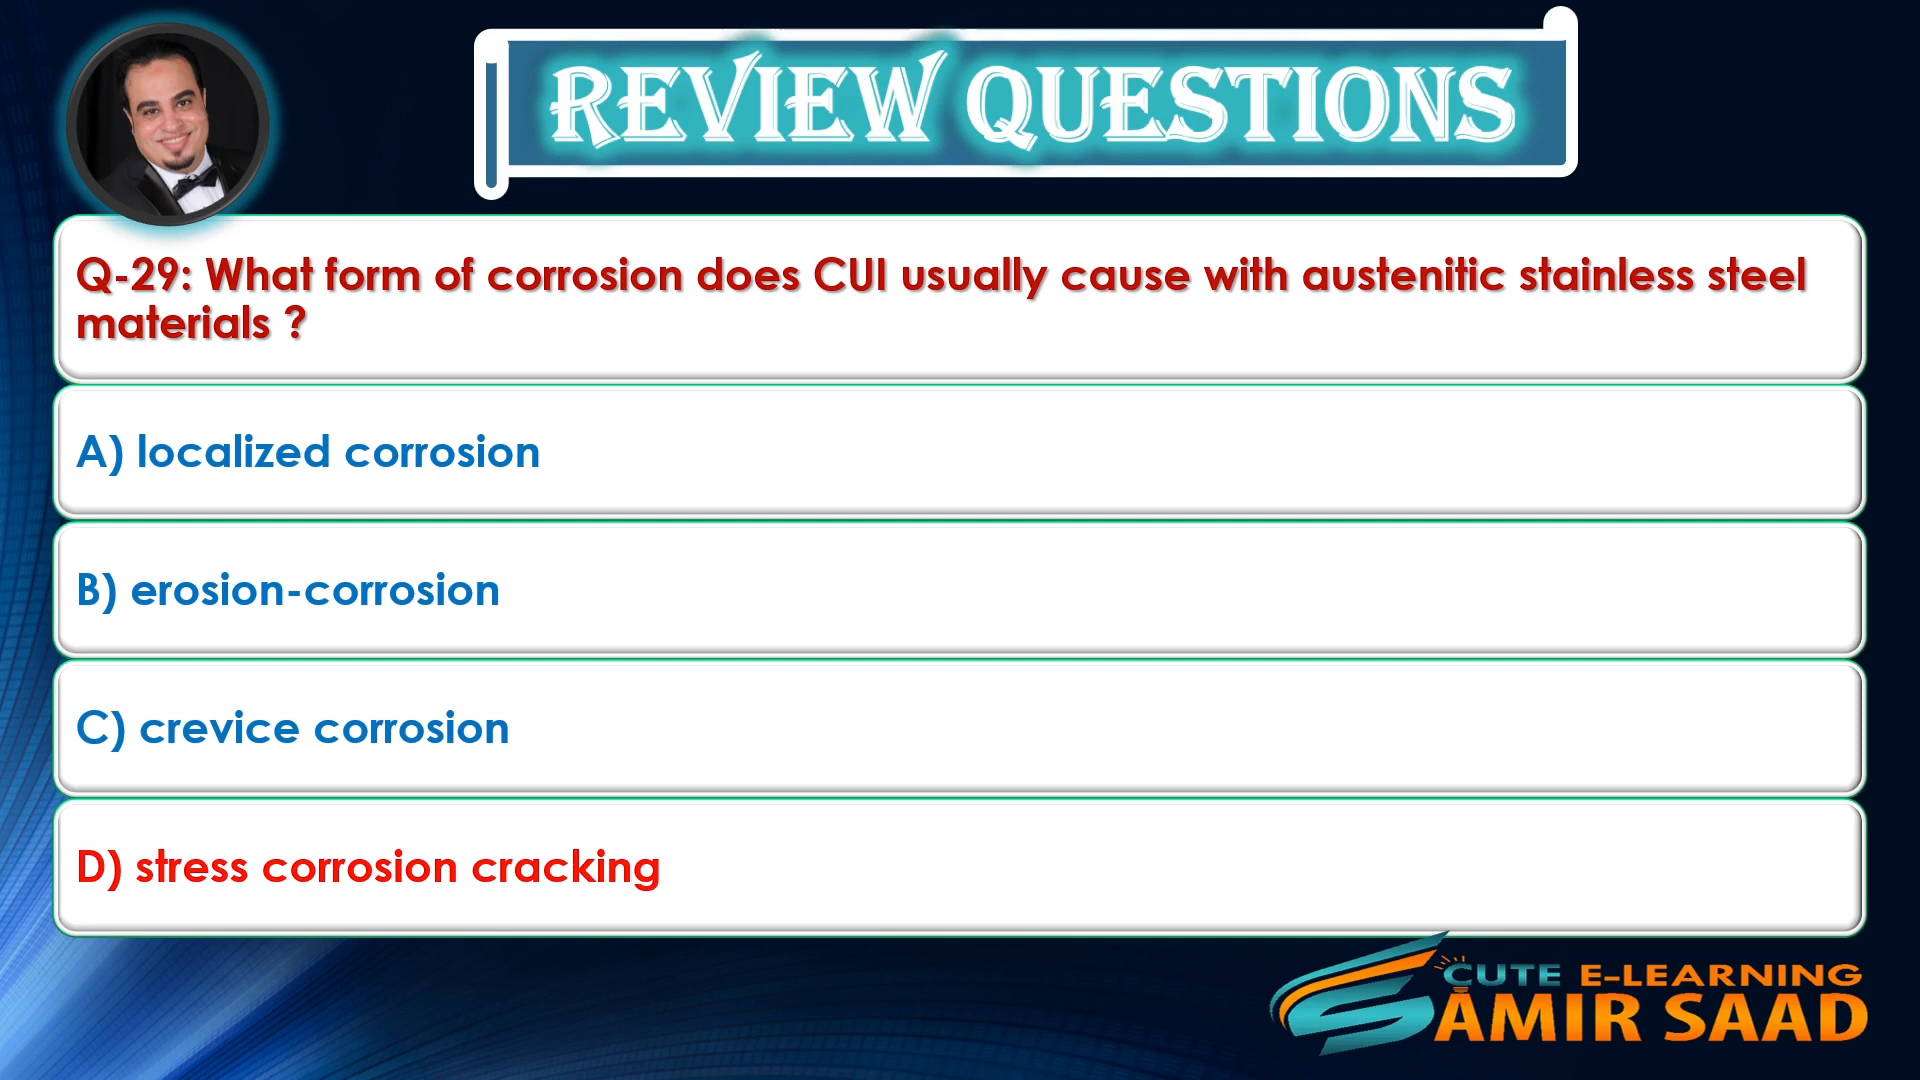 REVIEW QUESTIONS
Q-29: What form of corrosion does CUI usually cause with austenitic stainless steel
materials ?
A) localized corrosion
B) erosion-corrosion
C) crevice corrosion
D) stress corrosion cracking
CUTE E-LEARNING
AMIR SAAD